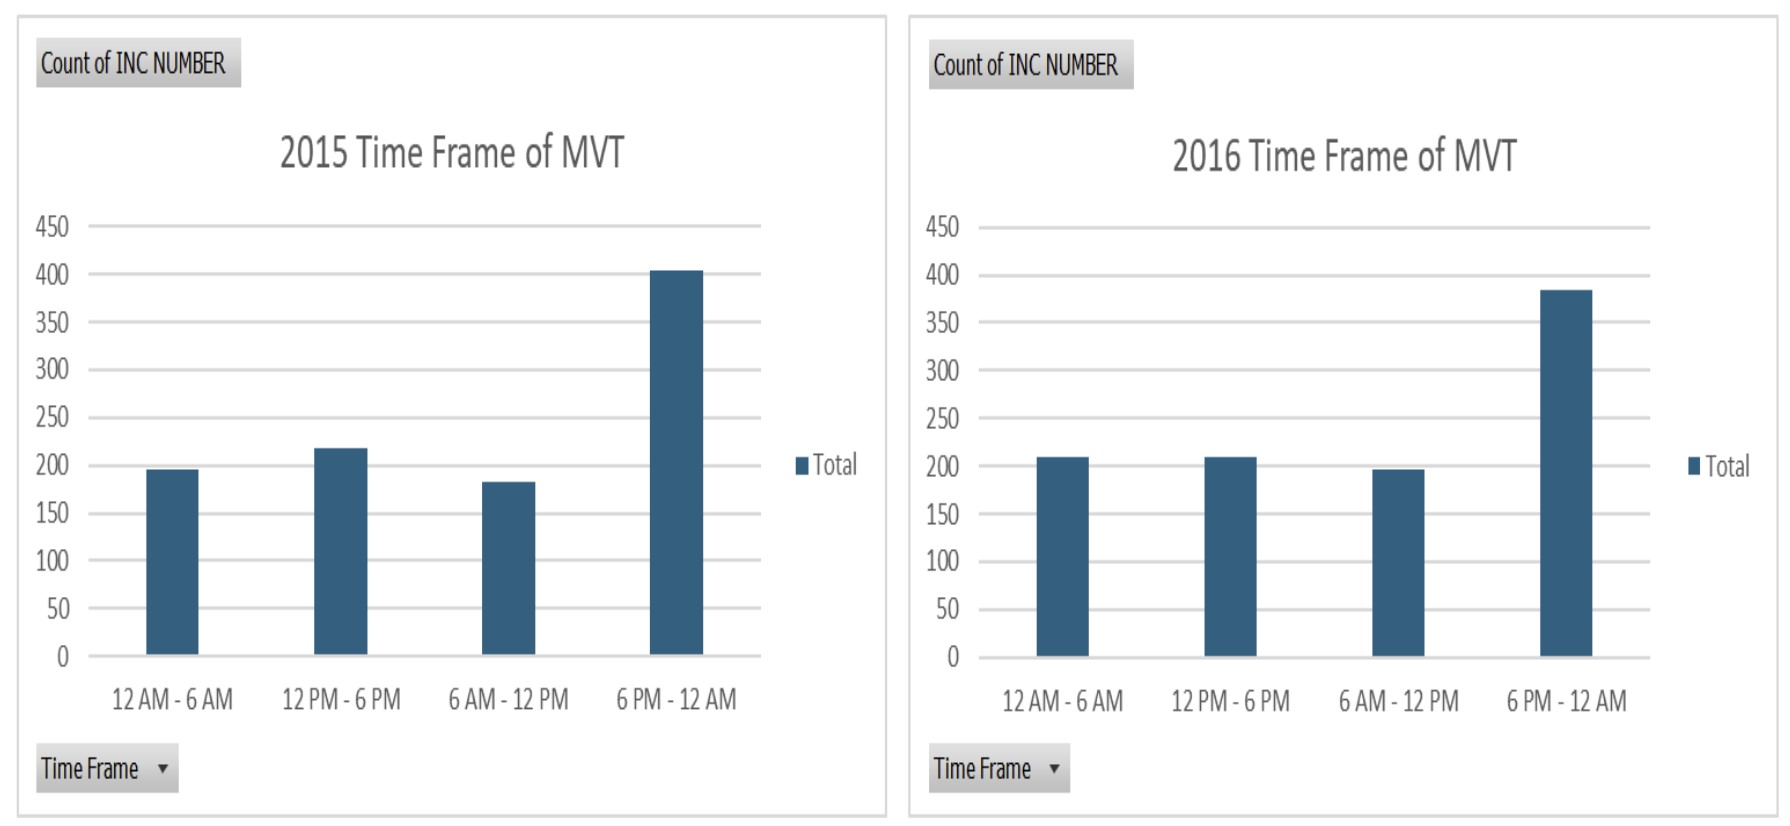 Count of INC NUMBER
2015 Time Frame of MVT
450
400
350
300
250
200
150
100
50
0
12 AM - 6 AM 12 PM - 6 PM 6 AM - 12 PM 6 PM - 12 AM
Total
Time Frame
Count of INC NUMBER
2016 Time Frame of MVT
450
400
350
300
250
200
150
100
50
0
12 AM - 6 AM 12 PM - 6 PM 6 AM - 12 PM 6 PM - 12 AM
Total
Time Frame